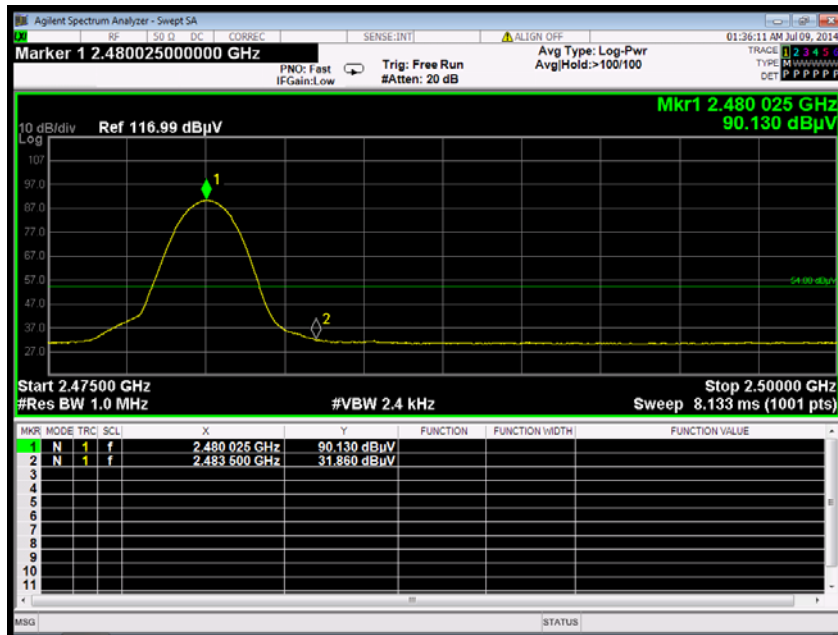 Agilent Spectrum Analyzer - Swept SA
RF 50 Ω DC CORREC SENSE:INT ALIGN OFF 01:36:11 AM Jul 09, 2014
Marker 1 2.480025000000 GHz
PNO: Fast
IFGain:Low
Trig: Free Run
#Atten: 20 dB
Avg Type: Log-Pwr
Avg|Hold:>100/100
TRACE 1 2 3 4 5 6
TYPE M WWWWW
DET P P P P P P
Mkr1 2.480 025 GHz
90.130 dBµV
10 dB/div Ref 116.99 dBµV
Log
107
97.0
87.0
77.0
67.0
57.0
47.0
37.0
27.0
1
2
54.00 dBµV
Start 2.47500 GHz Stop 2.50000 GHz
#Res BW 1.0 MHz #VBW 2.4 kHz Sweep 8.133 ms (1001 pts)
MKR MODE TRC SCL X Y FUNCTION FUNCTION WIDTH FUNCTION VALUE
1 N 1 f 2.480 025 GHz 90.130 dBµV
2 N 1 f 2.483 500 GHz 31.860 dBµV
3
4
5
6
7
8
9
10
11
MSG STATUS